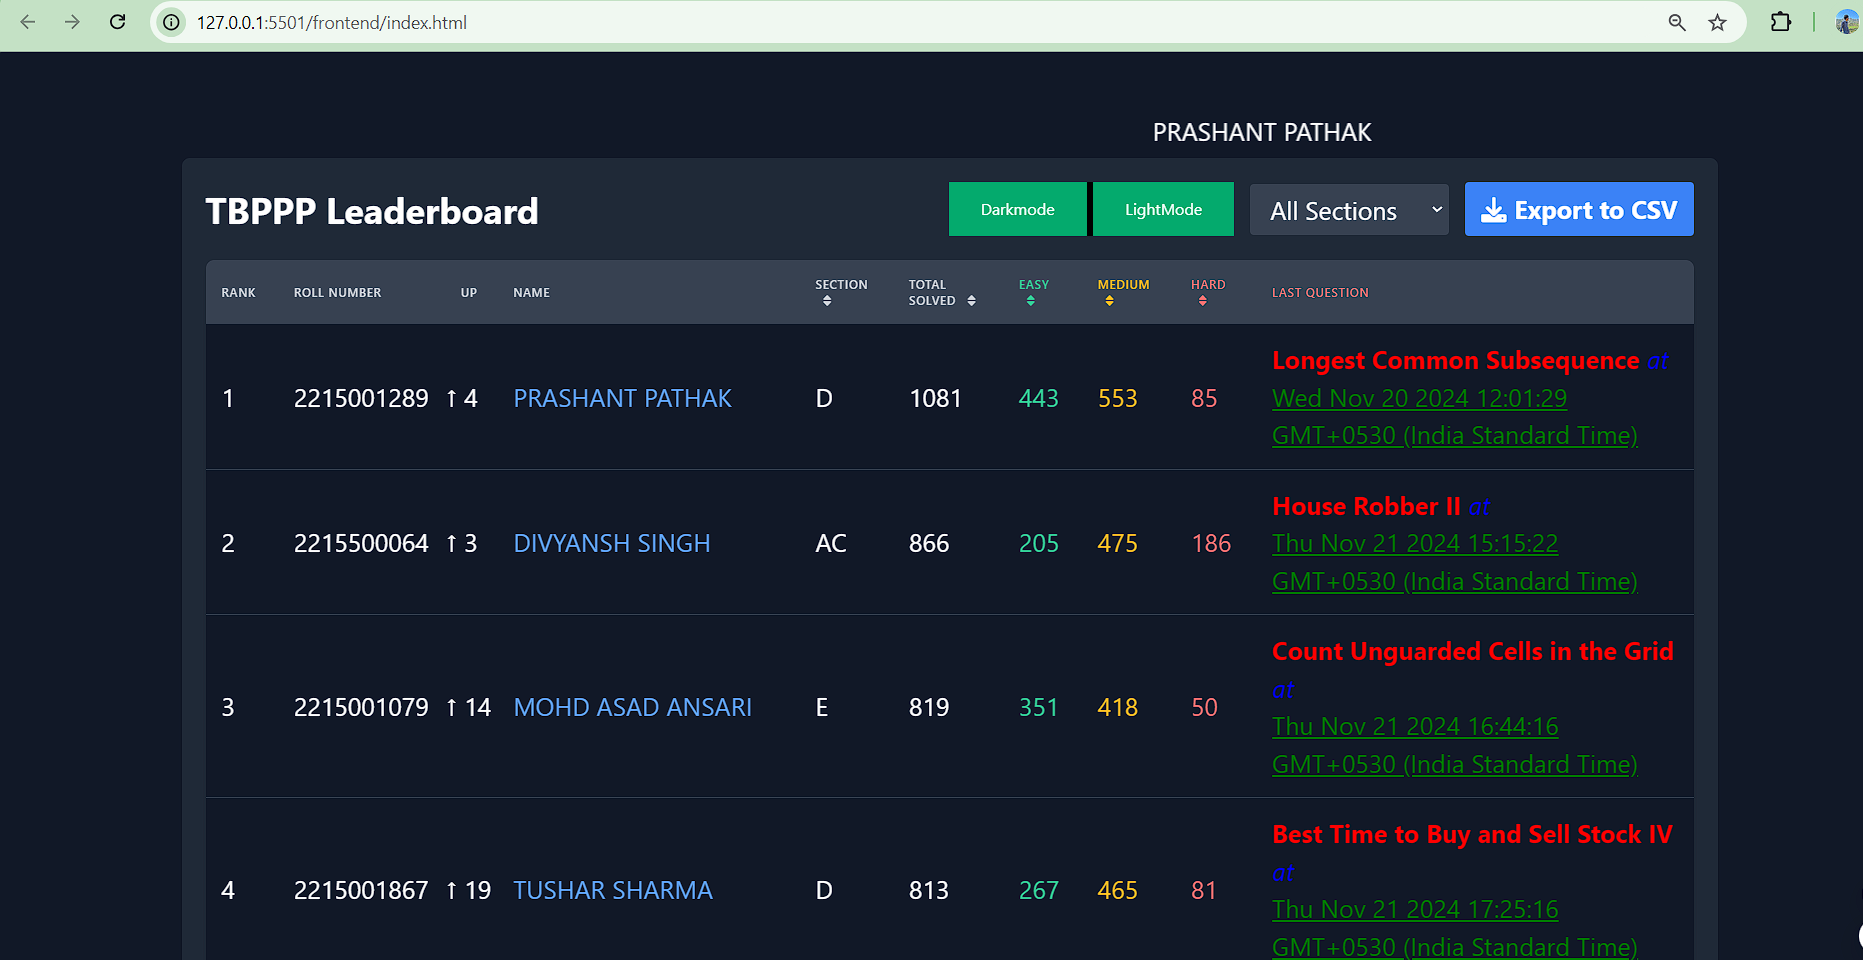 127.0.0.1:5501/frontend/index.html
PRASHANT PATHAK
TBPPP Leaderboard
Darkmode
LightMode
All Sections
Export to CSV
RANK
ROLL NUMBER
UP
NAME
SECTION
TOTAL
SOLVED
EASY
MEDIUM
HARD
LAST QUESTION
1 2215001289 ↑ 4 PRASHANT PATHAK D 1081 443 553 85
Longest Common Subsequence at
Wed Nov 20 2024 12:01:29
GMT+0530 (India Standard Time)
2 2215500064 ↑ 3 DIVYANSH SINGH AC 866 205 475 186
House Robber II at
Thu Nov 21 2024 15:15:22
GMT+0530 (India Standard Time)
3 2215001079 ↑ 14 MOHD ASAD ANSARI E 819 351 418 50
Count Unguarded Cells in the Grid
at
Thu Nov 21 2024 16:44:16
GMT+0530 (India Standard Time)
4 2215001867 ↑ 19 TUSHAR SHARMA D 813 267 465 81
Best Time to Buy and Sell Stock IV
at
Thu Nov 21 2024 17:25:16
GMT+0530 (India Standard Time)